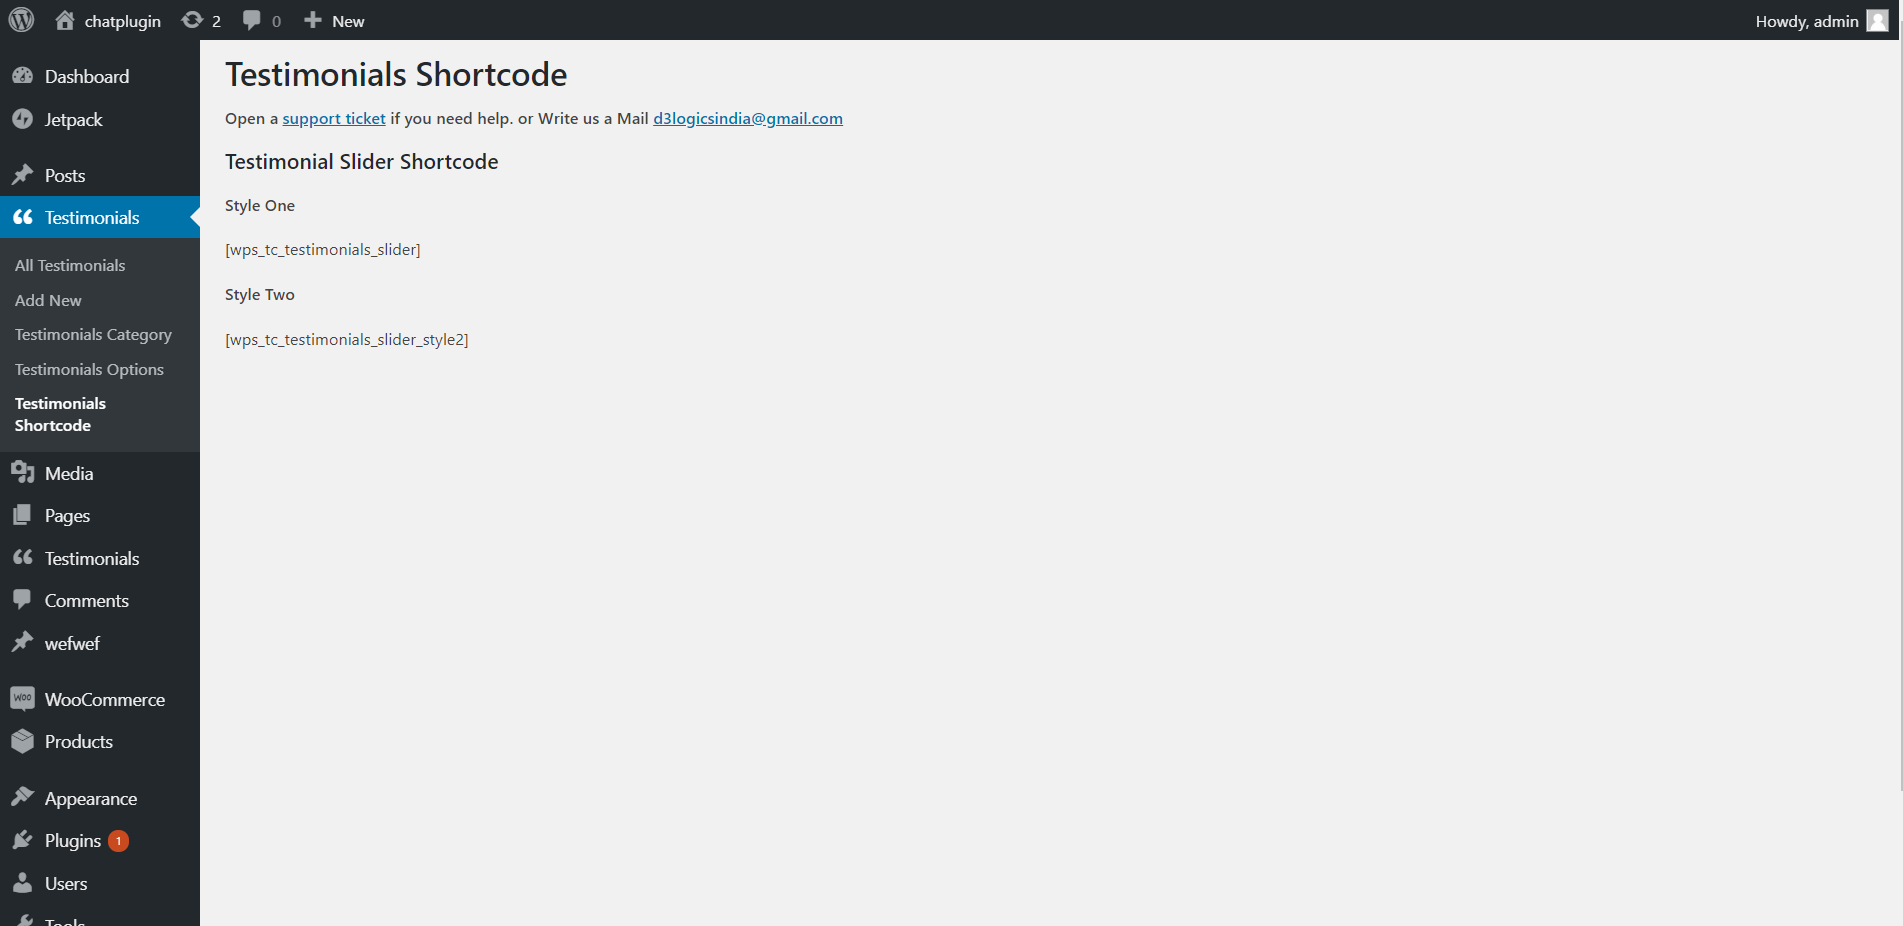 chatplugin 2 0 New Howdy, admin
Dashboard
Jetpack
Posts
Testimonials
All Testimonials
Add New
Testimonials Category
Testimonials Options
Testimonials
Shortcode
Media
Pages
Testimonials
Comments
wefwef
Woo WooCommerce
Products
Appearance
Plugins 1
Users
Tools
Testimonials Shortcode
Open a support ticket if you need help. or Write us a Mail d3logicsindia@gmail.com
Testimonial Slider Shortcode
Style One
[wps_tc_testimonials_slider]
Style Two
[wps_tc_testimonials_slider_style2]